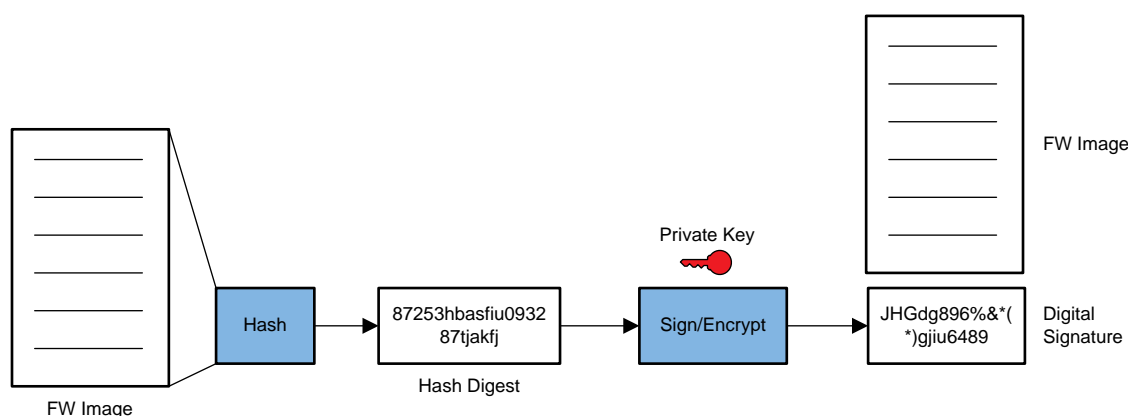 FW Image
Private Key
Hash
87253hbasfiu0932
87tjakfj
Sign/Encrypt
JHGdg896%&*(
*)gjiu6489
Digital
Signature
Hash Digest
FW Image